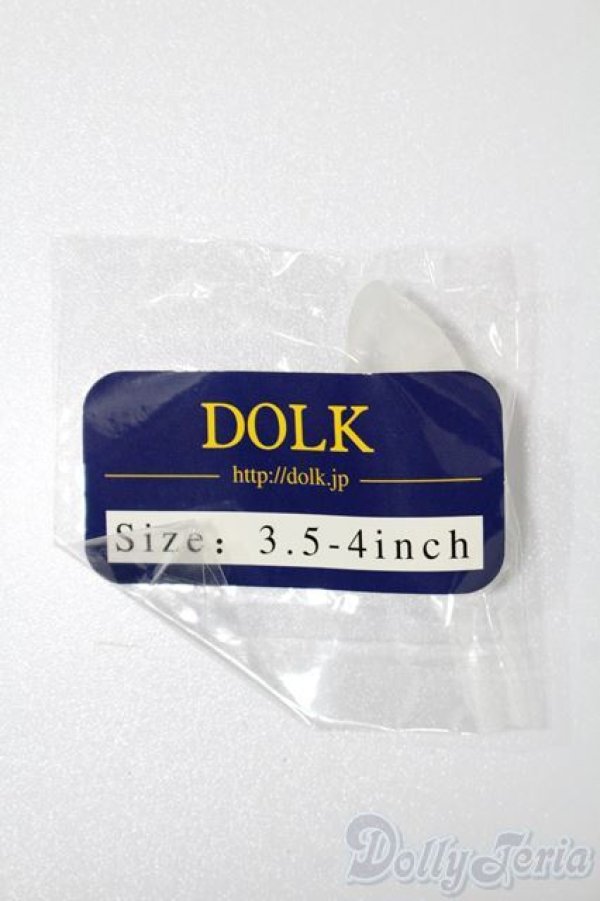 DOLK
http://dolk.jp
Size: 3.5-4inch
DollyTeria